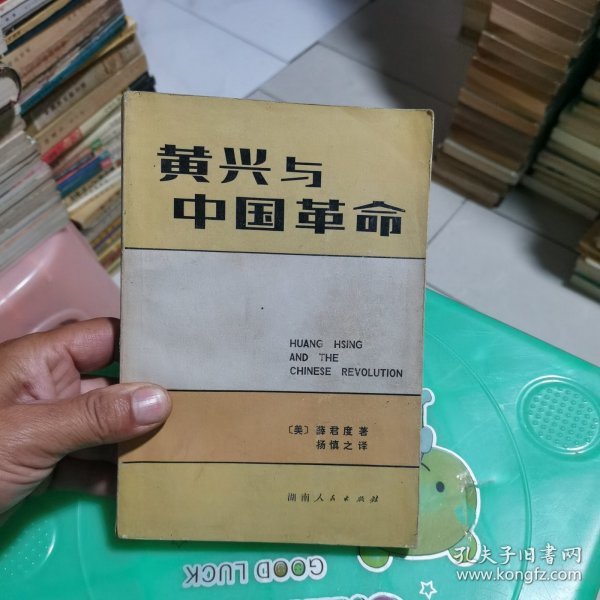 黄兴与
中国革命
HUANG HSING
AND THE
CHINESE REVOLUTION
〔美〕薛君度著
杨慎之译
湖南人民出版社
GOOD LUCK
孔夫子旧书网
www.kongfz.com